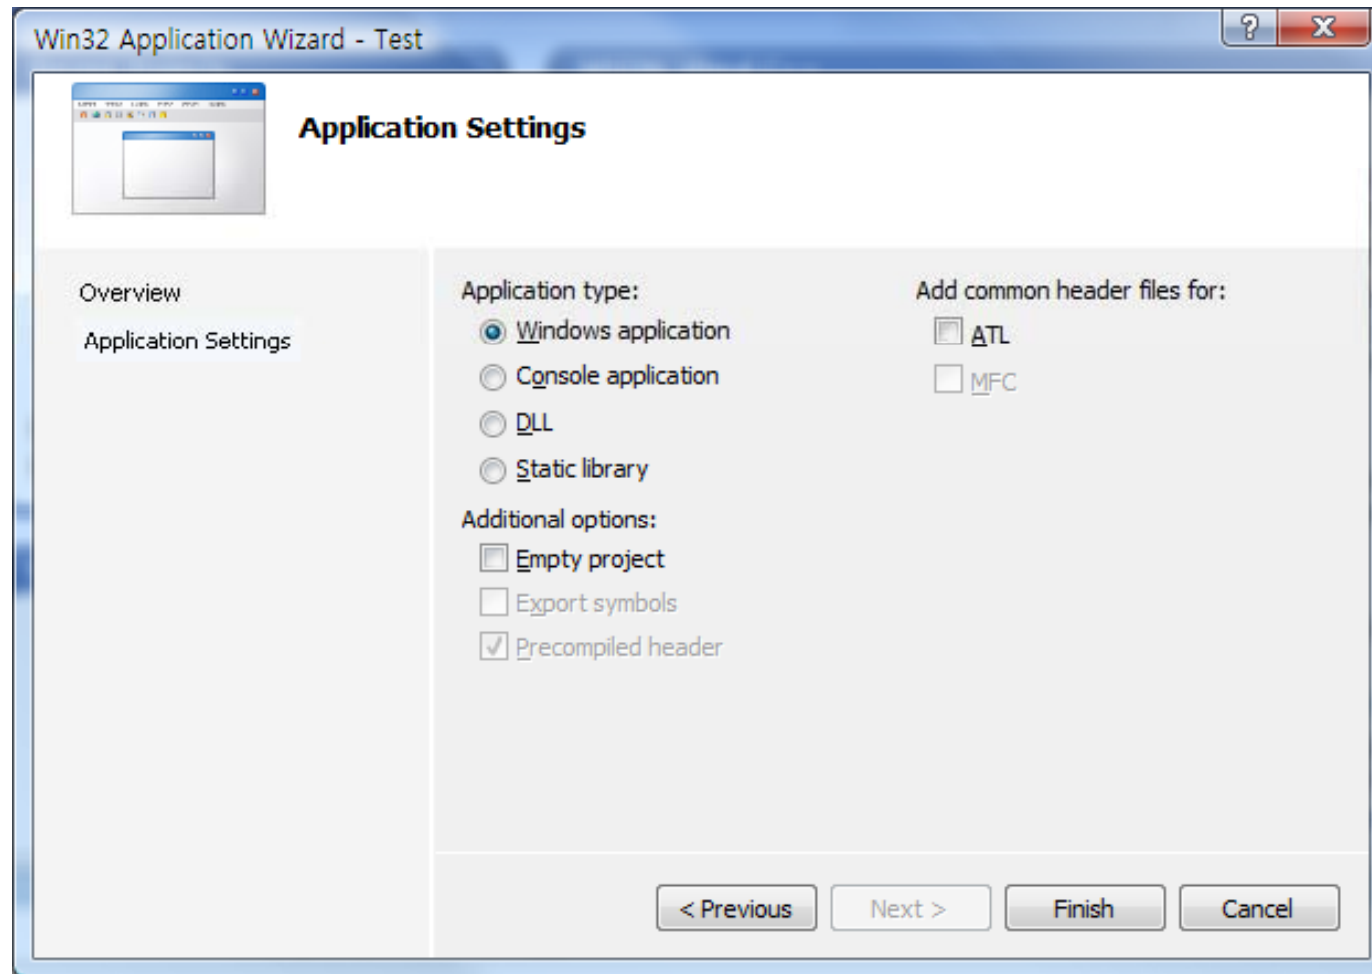 Win32 Application Wizard - Test
Application Settings
Overview
Application Settings
Application type:
Windows application
Console application
DLL
Static library
Additional options:
Empty project
Export symbols
Precompiled header
Add common header files for:
ATL
MFC
< Previous
Next >
Finish
Cancel